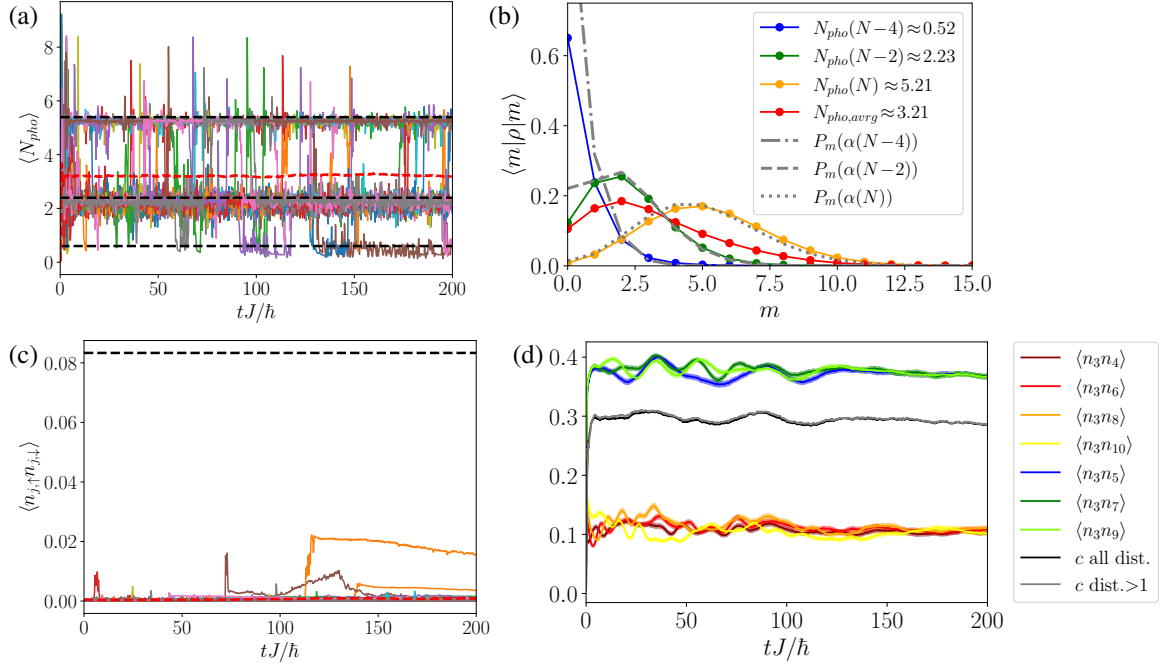 (a)
⟨N_pho⟩
8
6
4
2
0
0
50
100
150
200
tJ/ħ
(b)
⟨m|ρ|m⟩
0.6
0.4
0.2
0.0
0.0
2.5
5.0
7.5
10.0
12.5
15.0
m
N_pho(N−4)≈0.52
N_pho(N−2)≈2.23
N_pho(N)≈5.21
N_pho,avrg≈3.21
P_m(α(N−4))
P_m(α(N−2))
P_m(α(N))
(c)
⟨n_j,↑n_j,↓⟩
0.08
0.06
0.04
0.02
0.00
0
50
100
150
200
tJ/ħ
(d)
0.4
0.3
0.2
0.1
0.0
0
50
100
150
200
tJ/ħ
⟨n_3n_4⟩
⟨n_3n_6⟩
⟨n_3n_8⟩
⟨n_3n_10⟩
⟨n_3n_5⟩
⟨n_3n_7⟩
⟨n_3n_9⟩
c all dist.
c dist.>1